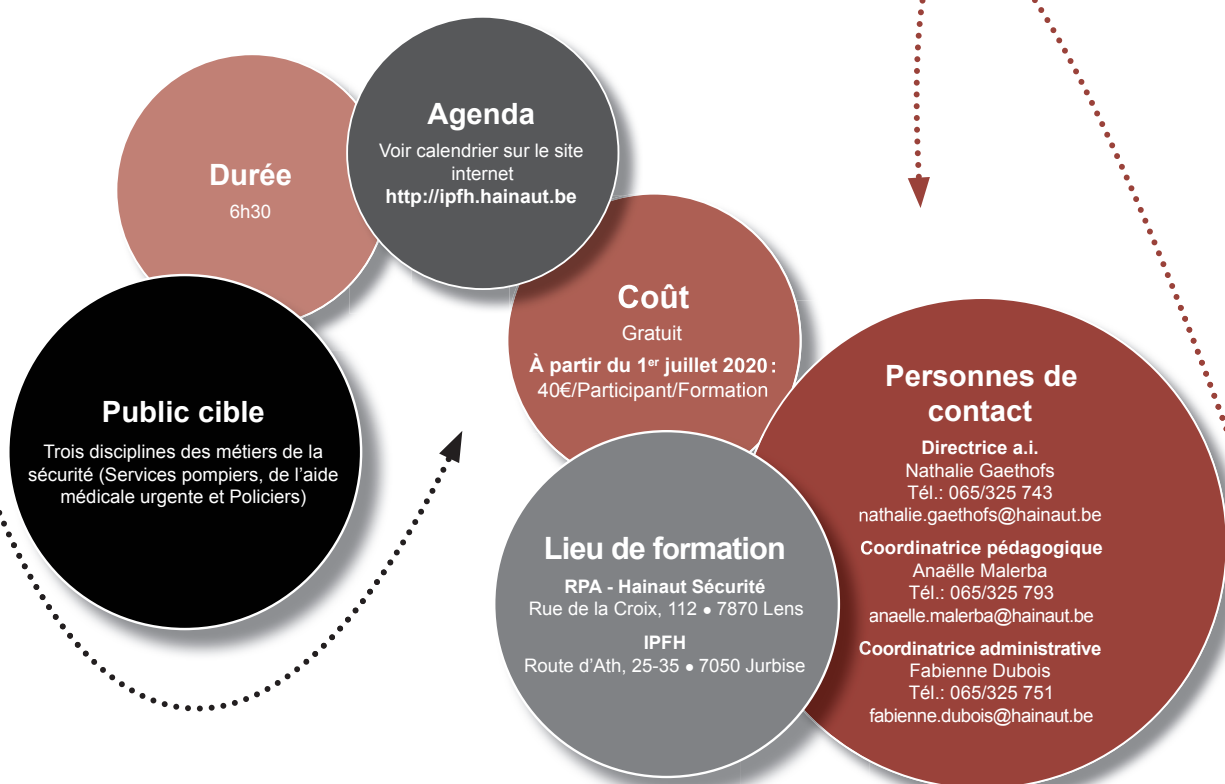 Durée
6h30
Agenda
Voir calendrier sur le site
internet
http://ipfh.hainaut.be
Public cible
Trois disciplines des métiers de la
sécurité (Services pompiers, de l'aide
médicale urgente et Policiers)
Coût
Gratuit
À partir du 1er juillet 2020 :
40€/Participant/Formation
Lieu de formation
RPA - Hainaut Sécurité
Rue de la Croix, 112 • 7870 Lens
IPFH
Route d'Ath, 25-35 • 7050 Jurbise
Personnes de
contact
Directrice a.i.
Nathalie Gaethofs
Tél.: 065/325 743
nathalie.gaethofs@hainaut.be
Coordinatrice pédagogique
Anaëlle Malerba
Tél.: 065/325 793
anaelle.malerba@hainaut.be
Coordinatrice administrative
Fabienne Dubois
Tél.: 065/325 751
fabienne.dubois@hainaut.be